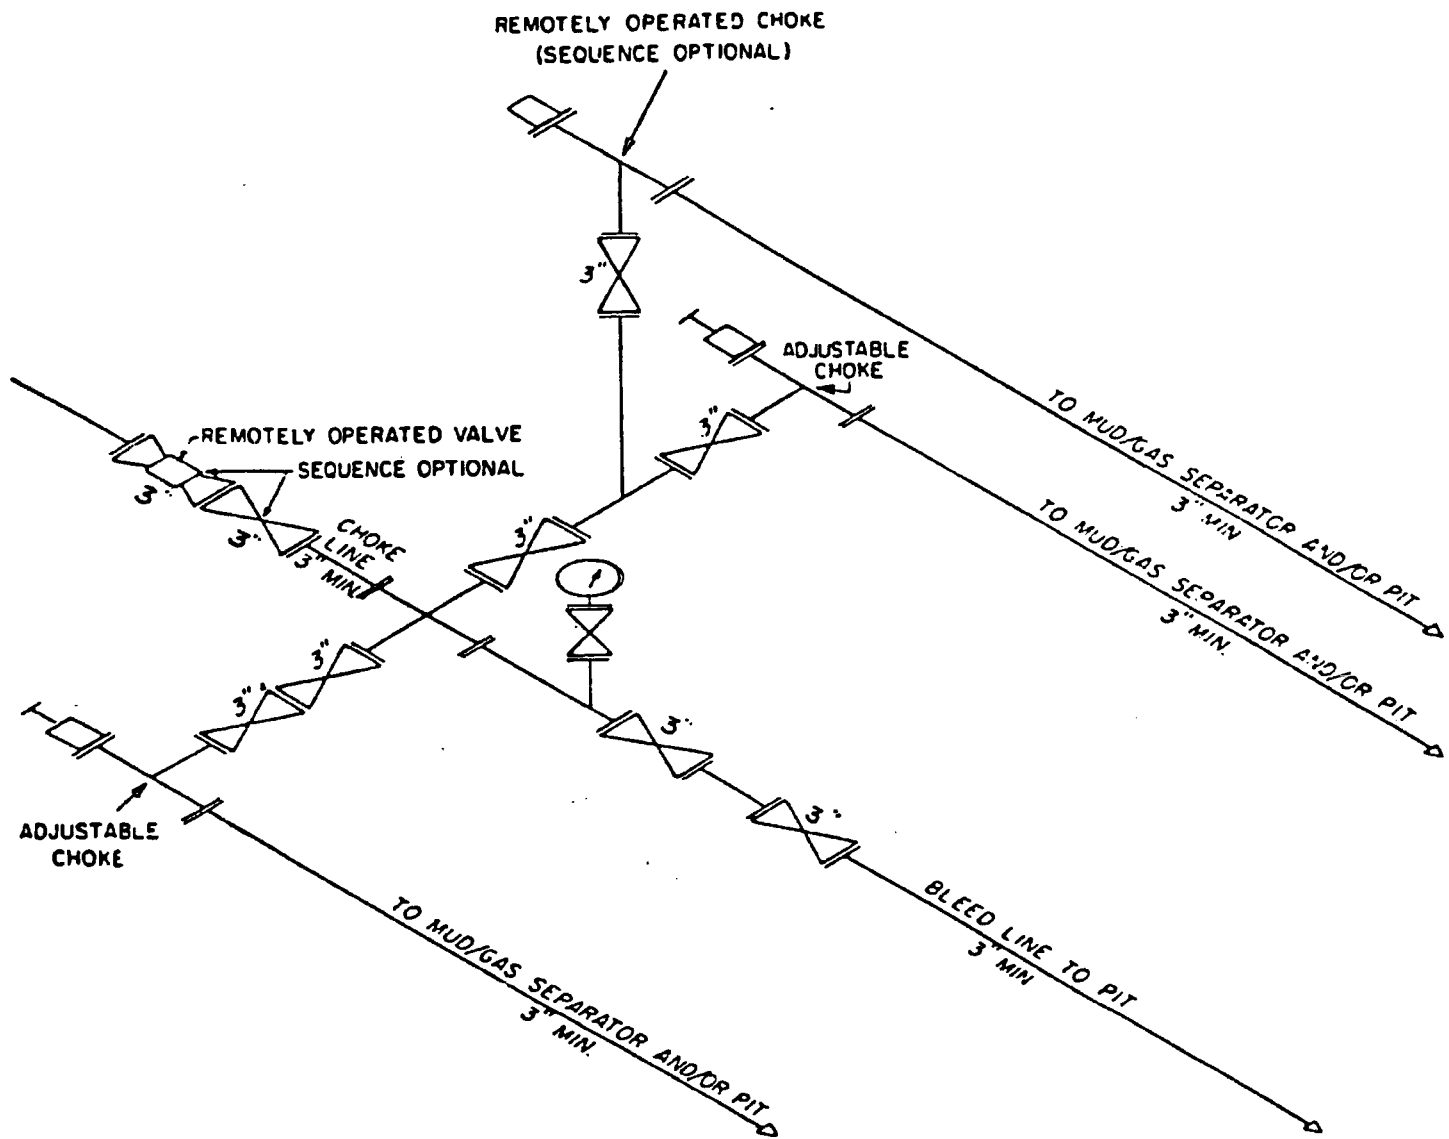 REMOTELY OPERATED CHOKE
(SEQUENCE OPTIONAL)
3"
ADJUSTABLE
CHOKE
3"
TO MUD/GAS SEPARATOR AND/OR PIT
3" MIN
REMOTELY OPERATED VALVE
SEQUENCE OPTIONAL
3"
3"
CHOKE
LINE
3" MIN.
3"
TO MUD/GAS SEPARATOR AND/OR PIT
3" MIN.
3"
3"
3"
3"
ADJUSTABLE
CHOKE
TO MUD/GAS SEPARATOR AND/OR PIT
3" MIN.
BLEED LINE TO PIT
3" MIN